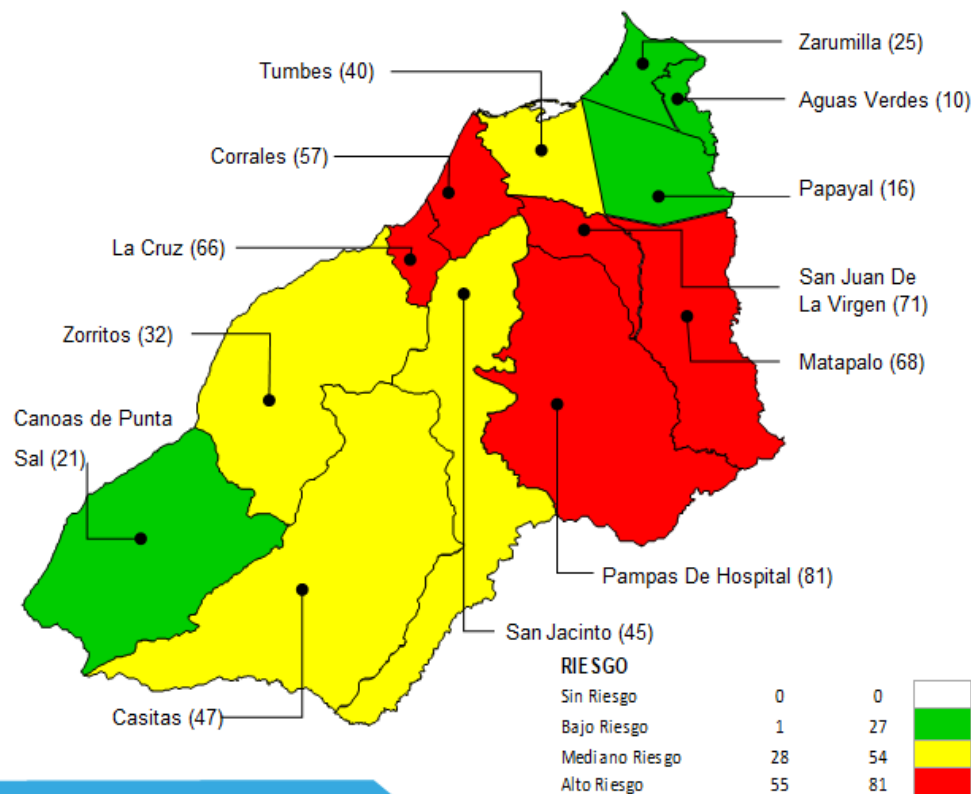 Zarumilla (25)
Tumbes (40)
Aguas Verdes (10)
Corrales (57)
Papayal (16)
La Cruz (66)
San Juan De
La Virgen (71)
Zorritos (32)
Matapalo (68)
Canoas de Punta
Sal (21)
Pampas De Hospital (81)
San Jacinto (45)
Casitas (47)
RIESGO
Sin Riesgo 0 0
Bajo Riesgo 1 27
Mediano Riesgo 28 54
Alto Riesgo 55 81